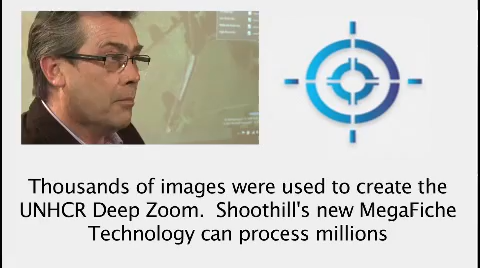 Thousands of images were used to create the
UNHCR Deep Zoom.  Shoothill's new MegaFiche
Technology can process millions